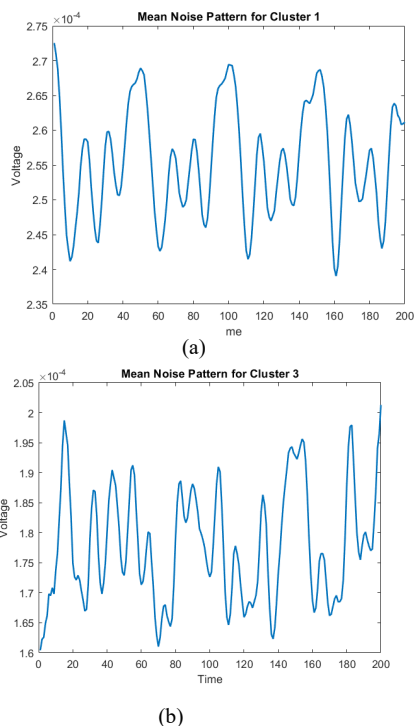 Mean Noise Pattern for Cluster 1
×10⁻⁴
2.75
2.7
2.65
2.6
2.55
2.5
2.45
2.4
2.35
Voltage
0 20 40 60 80 100 120 140 160 180 200
me
(a)
Mean Noise Pattern for Cluster 3
×10⁻⁴
2.05
2
1.95
1.9
1.85
1.8
1.75
1.7
1.65
1.6
Voltage
0 20 40 60 80 100 120 140 160 180 200
Time
(b)